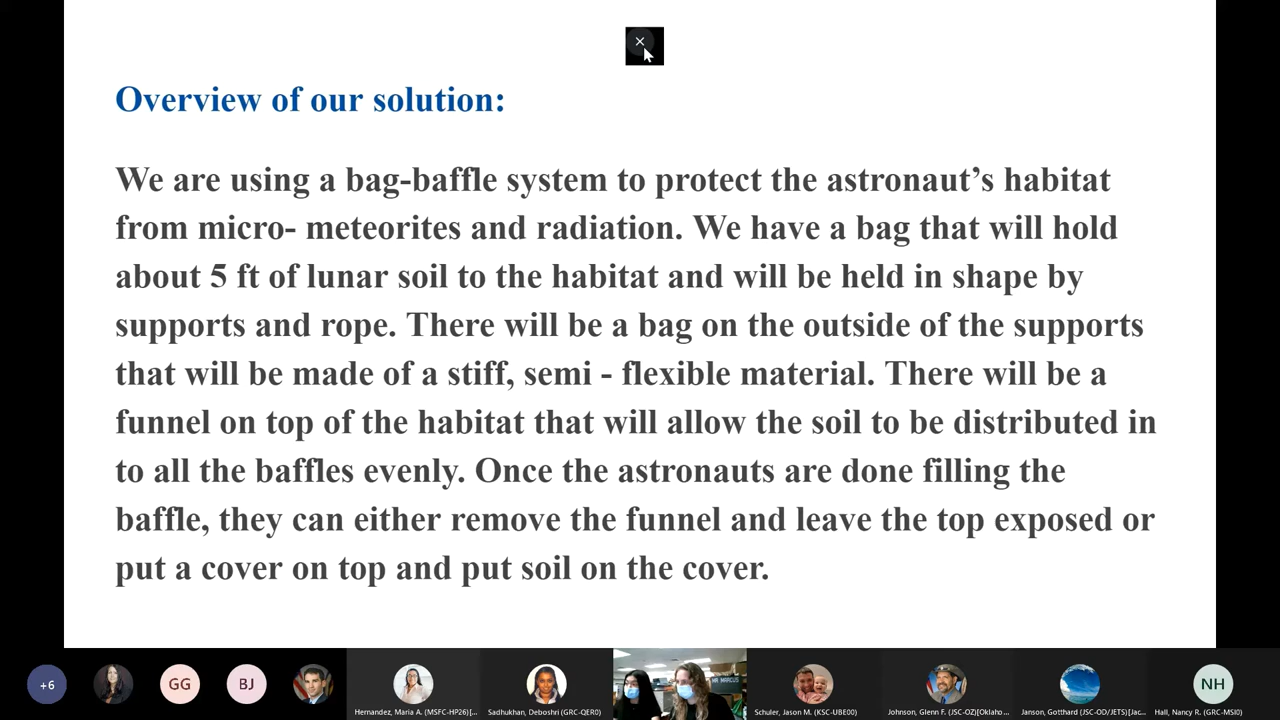 Overview of our solution:
We are using a bag-baffle system to protect the astronaut’s habitat
from micro- meteorites and radiation. We have a bag that will hold
about 5 ft of lunar soil to the habitat and will be held in shape by
supports and rope. There will be a bag on the outside of the supports
that will be made of a stiff, semi - flexible material. There will be a
funnel on top of the habitat that will allow the soil to be distributed in
to all the baffles evenly. Once the astronauts are done filling the
baffle, they can either remove the funnel and leave the top exposed or
put a cover on top and put soil on the cover.
+6
GG
BJ
MR MARCUS
NH
Hernandez, Maria A. (MSFC-HP26)[...
Sadhukhan, Deboshri (GRC-QER0)
Schuler, Jason M. (KSC-UBE00)
Johnson, Glenn F. (JSC-OZ)[Oklaho...
Janson, Gotthard (JSC-OD/JETS)[Jac...
Hall, Nancy R. (GRC-MSI0)